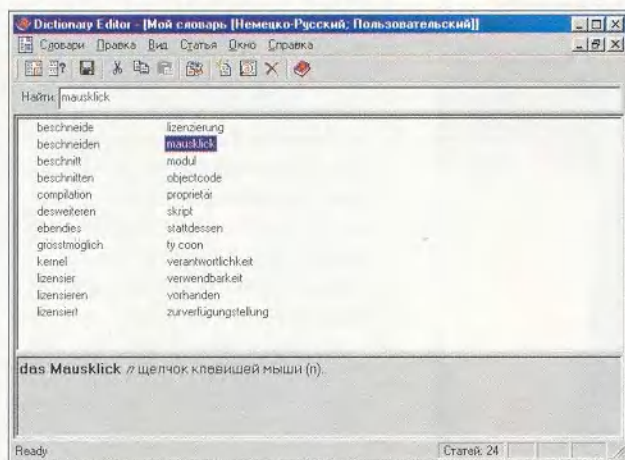 Dictionary Editor - [Мой словарь [Немецко-Русский; Пользовательский]]
Словари Правка Вид Статья Окно Справка
Найти: mausklick
beschneide lizenzierung
beschneiden mausklick
beschnitt modul
beschnitten objectcode
compilation proprietär
desweiteren skript
ebendies stattdessen
grösstmöglich ty coon
kernel verantwortlichkeit
lizensier verwendbarkeit
lizensieren vorhanden
lizensiert zurverfügungstellung
das Mausklick // щелчок клавишей мыши (n).
Ready Статей: 24